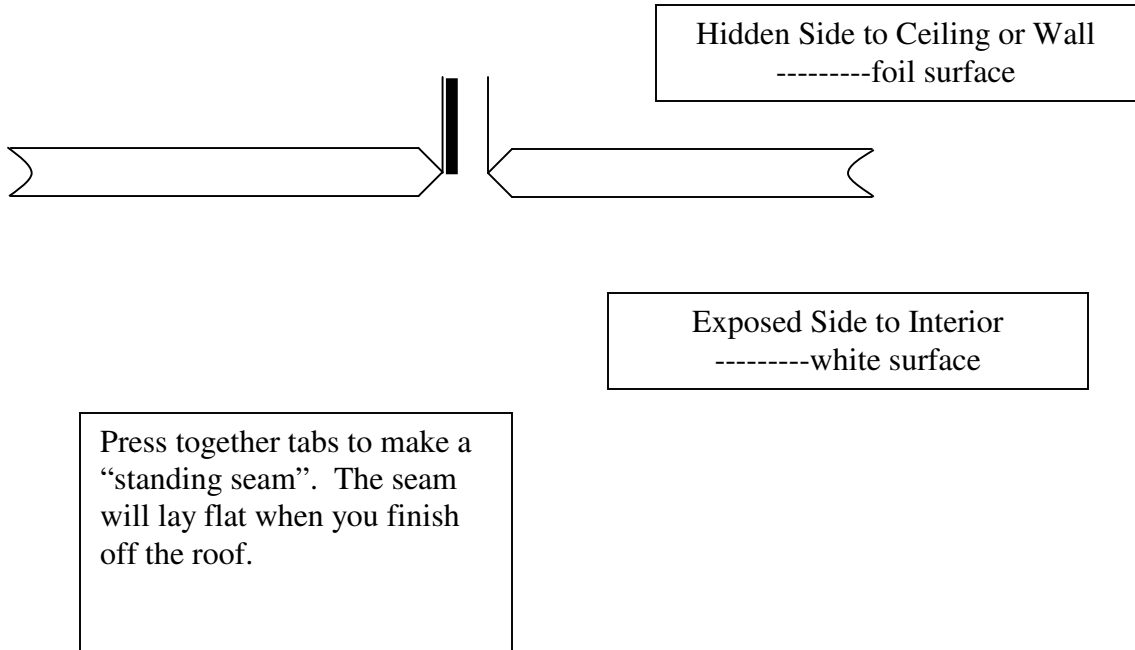 Hidden Side to Ceiling or Wall
---------foil surface
Exposed Side to Interior
---------white surface
Press together tabs to make a
“standing seam”.  The seam
will lay flat when you finish
off the roof.